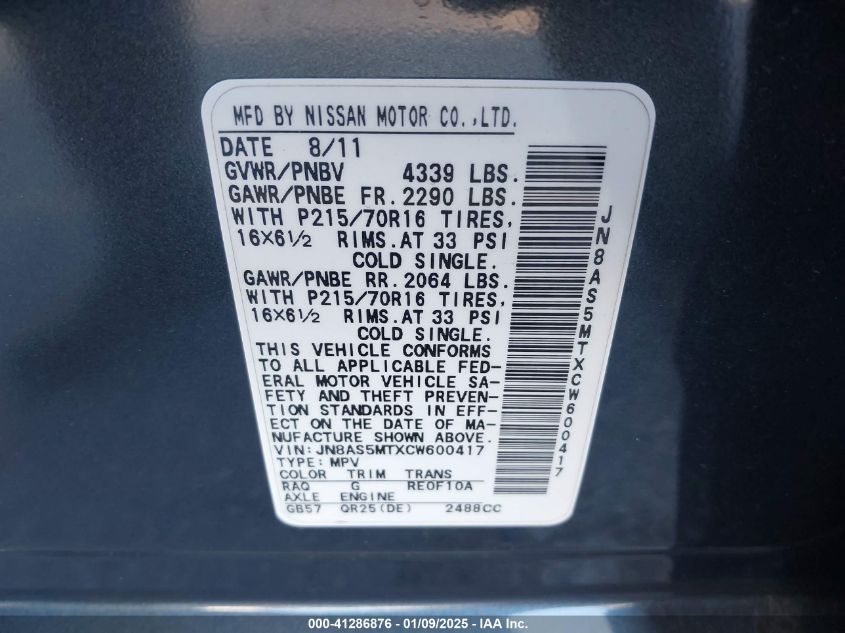 MFD BY NISSAN MOTOR CO.,LTD.
DATE 8/11
GVWR/PNBV 4339 LBS.
GAWR/PNBE FR. 2290 LBS.
WITH P215/70R16 TIRES,
16X6½ RIMS. AT 33 PSI
COLD SINGLE.
GAWR/PNBE RR. 2064 LBS.
WITH P215/70R16 TIRES,
16X6½ RIMS. AT 33 PSI
COLD SINGLE.
THIS VEHICLE CONFORMS
TO ALL APPLICABLE FED-
ERAL MOTOR VEHICLE SA-
FETY AND THEFT PREVEN-
TION STANDARDS IN EFF-
ECT ON THE DATE OF MA-
NUFACTURE SHOWN ABOVE.
VIN: JN8AS5MTXCW600417
TYPE: MPV
COLOR TRIM TRANS
RAQ G RE0F10A
AXLE ENGINE
GB57 QR25(DE) 2488CC
JN8AS5MTXCW600417
000-41286876 - 01/09/2025 - © Copyright 2025, IAA Inc.